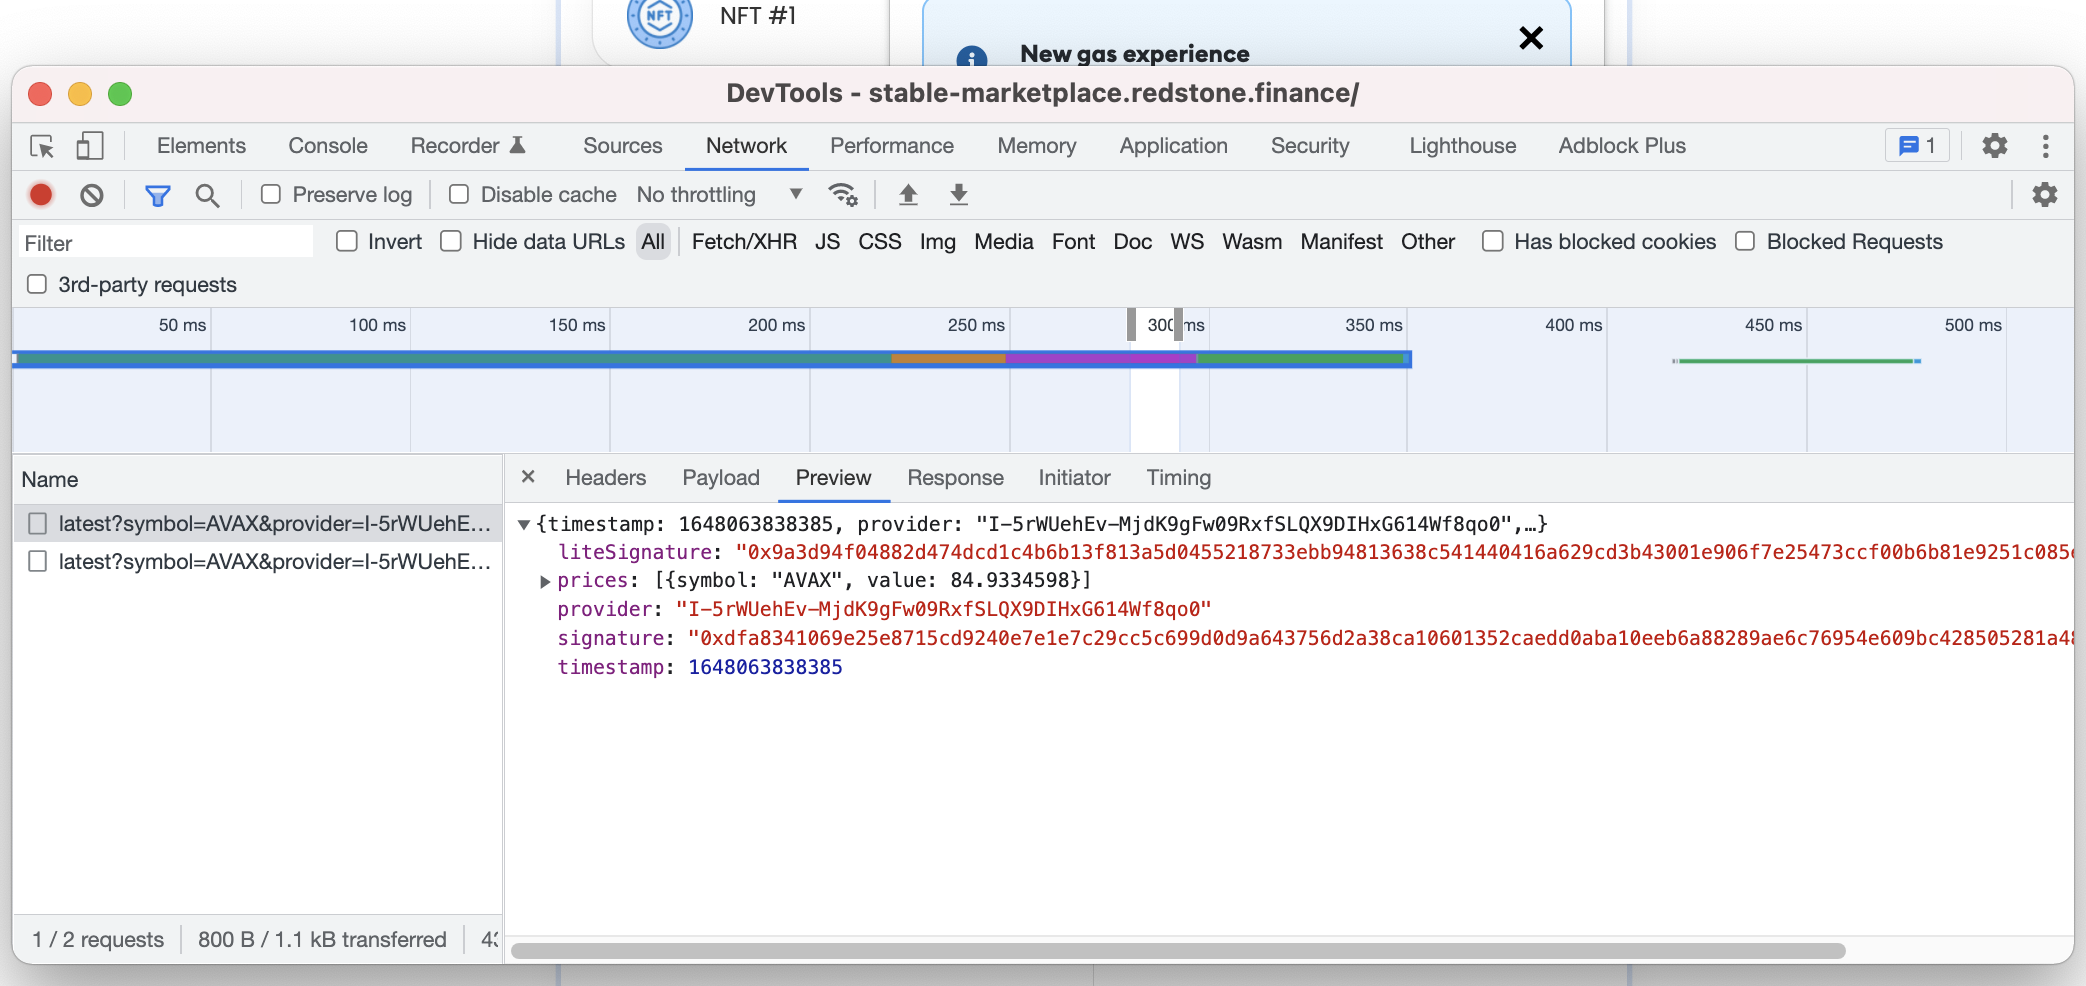 NFT
NFT #1
New gas experience
DevTools - stable-marketplace.redstone.finance/
Elements Console Recorder Sources Network Performance Memory Application Security Lighthouse Adblock Plus 1
Preserve log Disable cache No throttling
Filter Invert Hide data URLs All Fetch/XHR JS CSS Img Media Font Doc WS Wasm Manifest Other Has blocked cookies Blocked Requests
3rd-party requests
50 ms 100 ms 150 ms 200 ms 250 ms 300 ms 350 ms 400 ms 450 ms 500 ms
Name
Headers Payload Preview Response Initiator Timing
latest?symbol=AVAX&provider=I-5rWUehE...
latest?symbol=AVAX&provider=I-5rWUehE...
{timestamp: 1648063838385, provider: "I-5rWUehEv-MjdK9gFw09RxfSLQX9DIHxG614Wf8qo0",…}
liteSignature: "0x9a3d94f04882d474dcd1c4b6b13f813a5d0455218733ebb94813638c541440416a629cd3b43001e906f7e25473ccf00b6b81e9251c085
prices: [{symbol: "AVAX", value: 84.9334598}]
provider: "I-5rWUehEv-MjdK9gFw09RxfSLQX9DIHxG614Wf8qo0"
signature: "0xdfa8341069e25e8715cd9240e7e1e7c29cc5c699d0d9a643756d2a38ca10601352caedd0aba10eeb6a88289ae6c76954e609bc428505281a48
timestamp: 1648063838385
1 / 2 requests 800 B / 1.1 kB transferred